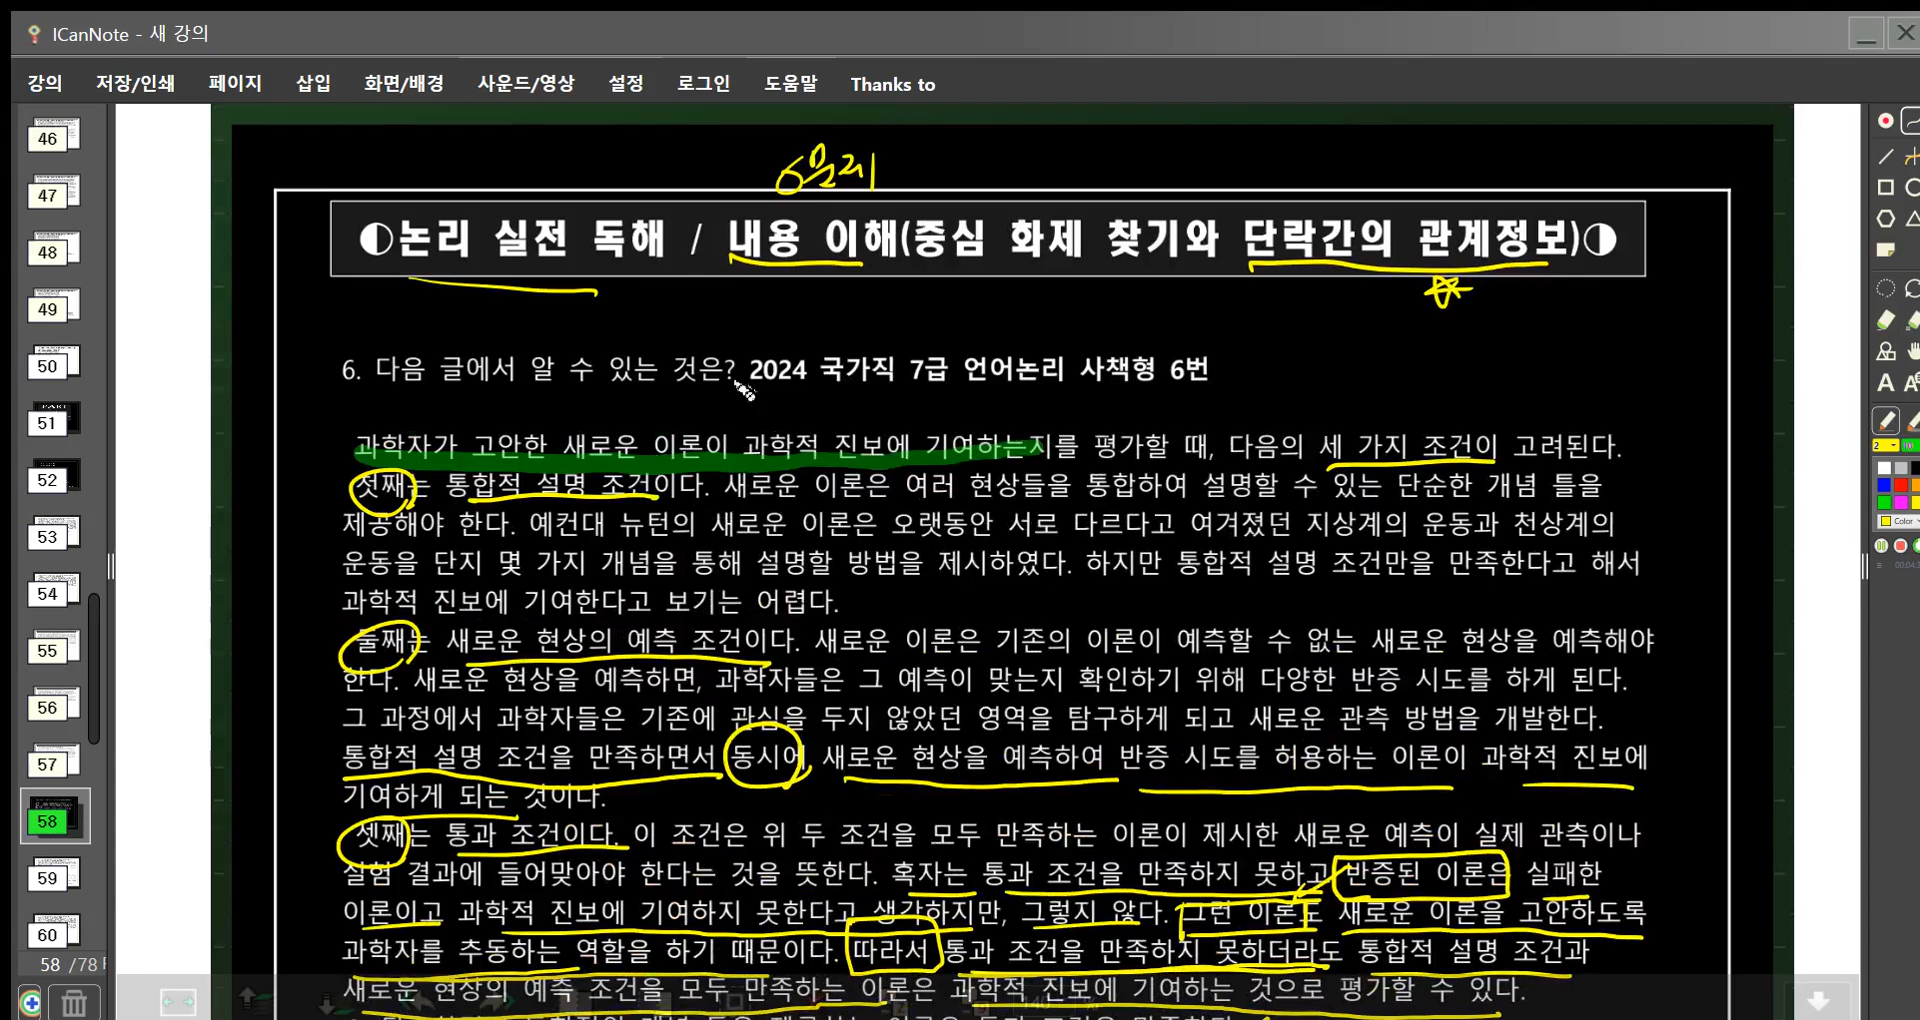 ICanNote - 새 강의
강의 저장/인쇄 페이지 삽입 화면/배경 사운드/영상 설정 로그인 도움말 Thanks to
46
47
48
49
50
51
52
53
54
55
56
57
58
59
60
58 /78
논리 실전 독해 / 내용 이해(중심 화제 찾기와 단락간의 관계정보)
6. 다음 글에서 알 수 있는 것은? 2024 국가직 7급 언어논리 사책형 6번
과학자가 고안한 새로운 이론이 과학적 진보에 기여하는지를 평가할 때, 다음의 세 가지 조건이 고려된다.
첫째는 통합적 설명 조건이다. 새로운 이론은 여러 현상들을 통합하여 설명할 수 있는 단순한 개념 틀을
제공해야 한다. 예컨대 뉴턴의 새로운 이론은 오랫동안 서로 다르다고 여겨졌던 지상계의 운동과 천상계의
운동을 단지 몇 가지 개념을 통해 설명할 방법을 제시하였다. 하지만 통합적 설명 조건만을 만족한다고 해서
과학적 진보에 기여한다고 보기는 어렵다.
둘째는 새로운 현상의 예측 조건이다. 새로운 이론은 기존의 이론이 예측할 수 없는 새로운 현상을 예측해야
한다. 새로운 현상을 예측하면, 과학자들은 그 예측이 맞는지 확인하기 위해 다양한 반증 시도를 하게 된다.
그 과정에서 과학자들은 기존에 관심을 두지 않았던 영역을 탐구하게 되고 새로운 관측 방법을 개발한다.
통합적 설명 조건을 만족하면서 동시에 새로운 현상을 예측하여 반증 시도를 허용하는 이론이 과학적 진보에
기여하게 되는 것이다.
셋째는 통과 조건이다. 이 조건은 위 두 조건을 모두 만족하는 이론이 제시한 새로운 예측이 실제 관측이나
실험 결과에 들어맞아야 한다는 것을 뜻한다. 혹자는 통과 조건을 만족하지 못하고 반증된 이론은 실패한
이론이고 과학적 진보에 기여하지 못한다고 생각하지만, 그렇지 않다. 그런 이론도 새로운 이론을 고안하도록
과학자를 추동하는 역할을 하기 때문이다. 따라서 통과 조건을 만족하지 못하더라도 통합적 설명 조건과
새로운 현상의 예측 조건을 모두 만족하는 이론은 과학적 진보에 기여하는 것으로 평가할 수 있다.
Color